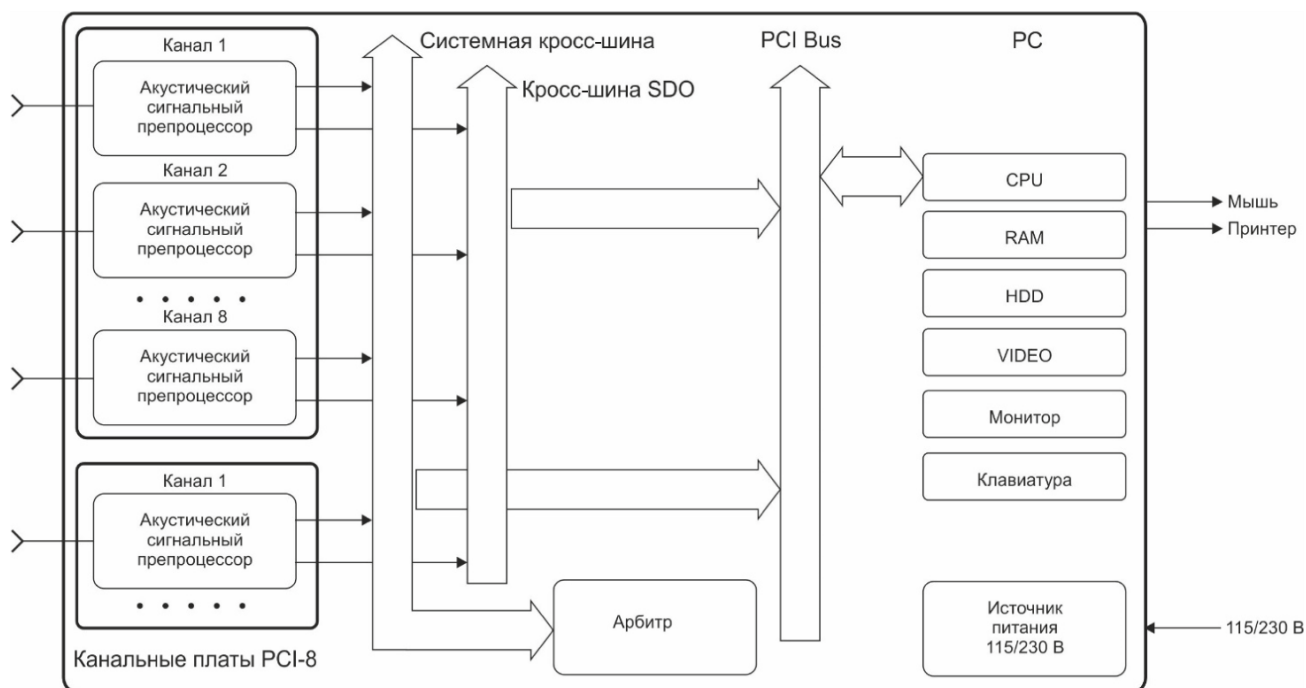 Канал 1
Акустический
сигнальный
препроцессор
Канал 2
Акустический
сигнальный
препроцессор
Канал 8
Акустический
сигнальный
препроцессор
Канал 1
Акустический
сигнальный
препроцессор
Канальные платы PCI-8
Системная кросс-шина
Кросс-шина SDO
PCI Bus
PC
CPU
RAM
HDD
VIDEO
Монитор
Клавиатура
Мышь
Принтер
Арбитр
Источник
питания
115/230 В
115/230 В